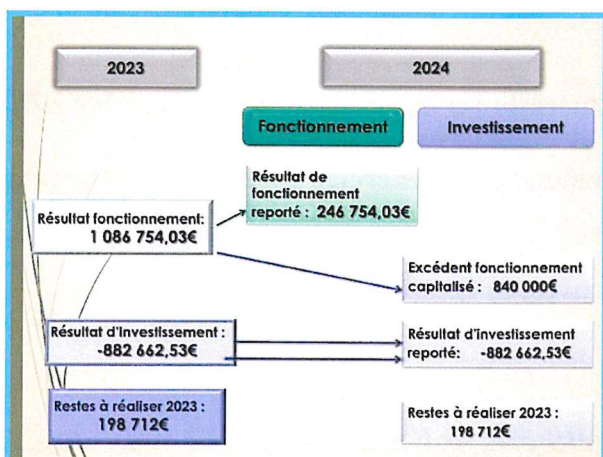 2023
2024
Fonctionnement
Investissement
Résultat de
fonctionnement
reporté : 246 754,03€
Résultat fonctionnement:
1 086 754,03€
Excédent fonctionnement
capitalisé : 840 000€
Résultat d'investissement :
-882 662,53€
Résultat d'investissement
reporté: -882 662,53€
Restes à réaliser 2023 :
198 712€
Restes à réaliser 2023 :
198 712€